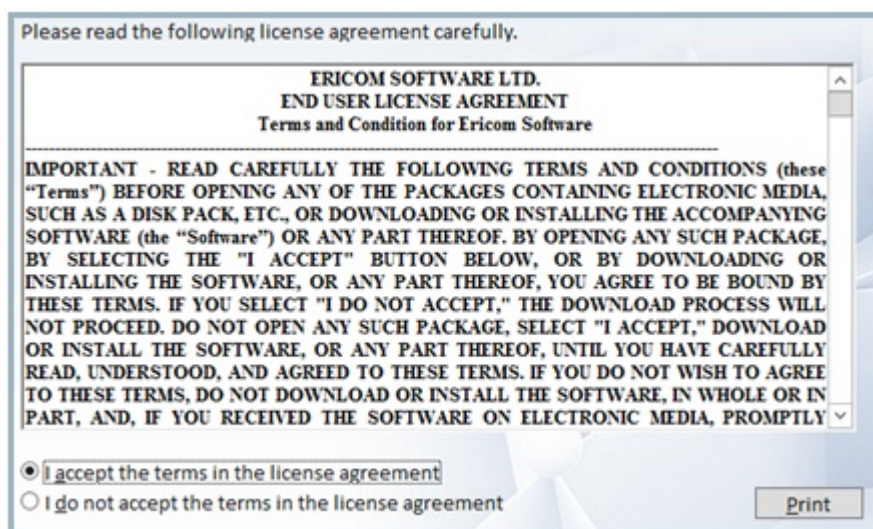 Please read the following license agreement carefully.
ERICOM SOFTWARE LTD.
END USER LICENSE AGREEMENT
Terms and Condition for Ericom Software
IMPORTANT - READ CAREFULLY THE FOLLOWING TERMS AND CONDITIONS (these
“Terms”) BEFORE OPENING ANY OF THE PACKAGES CONTAINING ELECTRONIC MEDIA,
SUCH AS A DISK PACK, ETC., OR DOWNLOADING OR INSTALLING THE ACCOMPANYING
SOFTWARE (the “Software”) OR ANY PART THEREOF. BY OPENING ANY SUCH PACKAGE,
BY SELECTING THE "I ACCEPT" BUTTON BELOW, OR BY DOWNLOADING OR
INSTALLING THE SOFTWARE, OR ANY PART THEREOF, YOU AGREE TO BE BOUND BY
THESE TERMS. IF YOU SELECT "I DO NOT ACCEPT," THE DOWNLOAD PROCESS WILL
NOT PROCEED. DO NOT OPEN ANY SUCH PACKAGE, SELECT "I ACCEPT," DOWNLOAD
OR INSTALL THE SOFTWARE, OR ANY PART THEREOF, UNTIL YOU HAVE CAREFULLY
READ, UNDERSTOOD, AND AGREED TO THESE TERMS. IF YOU DO NOT WISH TO AGREE
TO THESE TERMS, DO NOT DOWNLOAD OR INSTALL THE SOFTWARE, IN WHOLE OR IN
PART, AND, IF YOU RECEIVED THE SOFTWARE ON ELECTRONIC MEDIA, PROMPTLY
I accept the terms in the license agreement
I do not accept the terms in the license agreement
Print